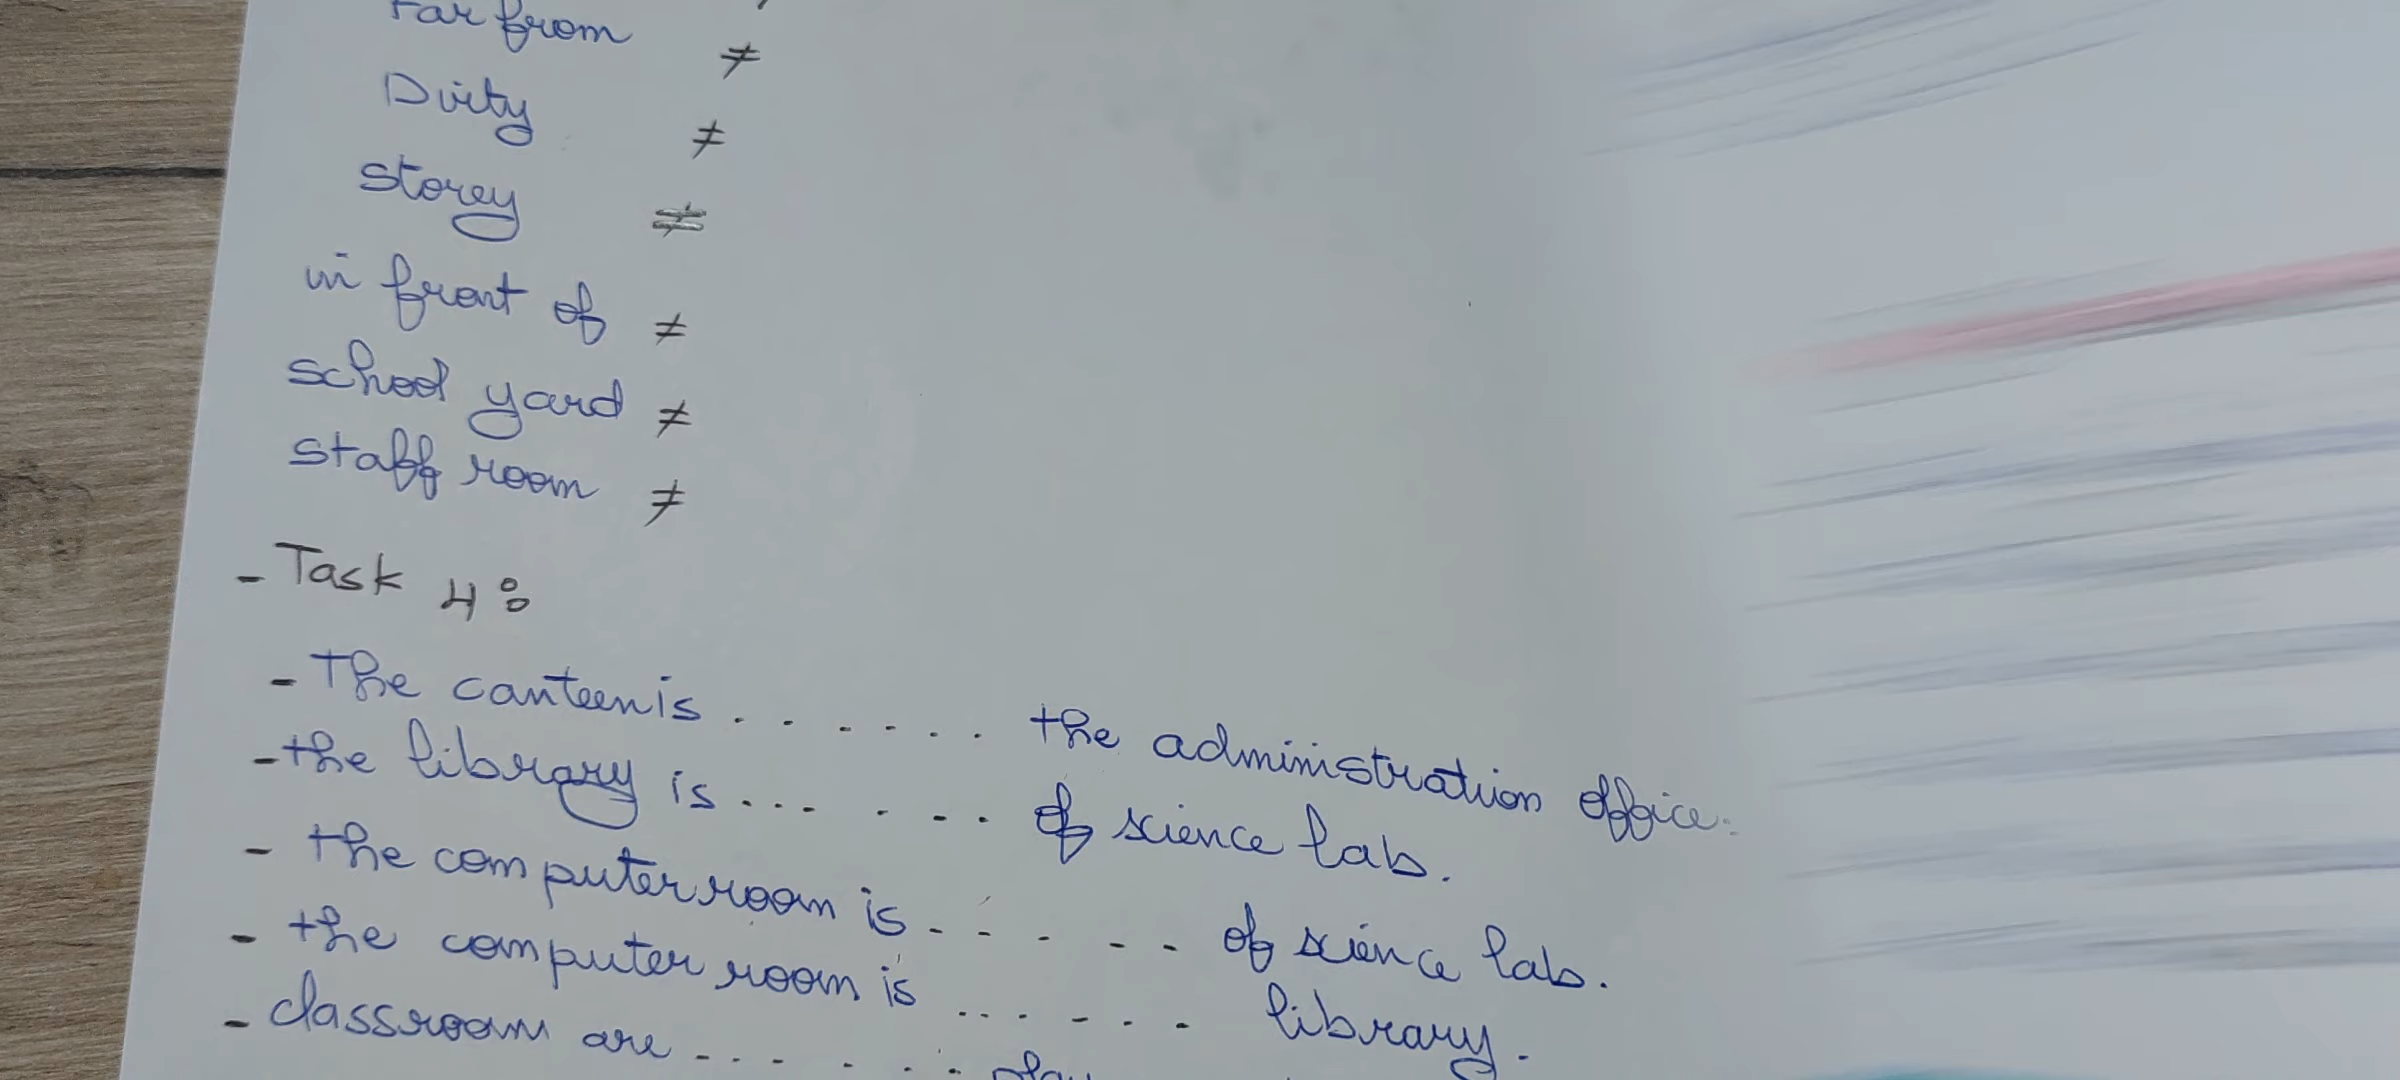 Far from ≠
Dirty ≠
storey ≠
in front of ≠
school yard ≠
staff room ≠
- Task 4:
- The canteen is . . . . . . the administration office.
- the library is . . . . . . of science lab.
- the computer room is . . . . . . of science lab.
- the computer room is . . . . . . library.
- classroom are . . . . . .